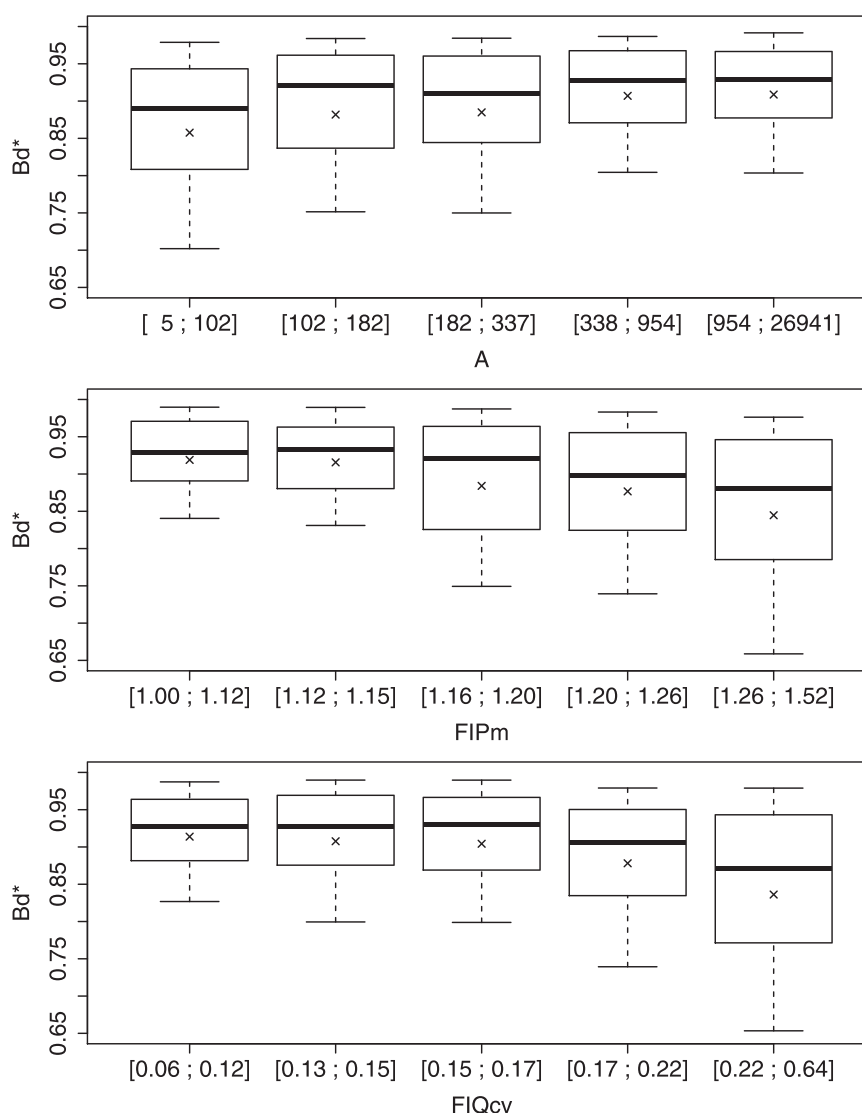 0.95
0.85
0.75
0.65
Bd*
[ 5 ; 102] [102 ; 182] [182 ; 337] [338 ; 954] [954 ; 26941]
A
0.95
0.85
0.75
0.65
Bd*
[1.00 ; 1.12] [1.12 ; 1.15] [1.16 ; 1.20] [1.20 ; 1.26] [1.26 ; 1.52]
FIPm
0.95
0.85
0.75
0.65
Bd*
[0.06 ; 0.12] [0.13 ; 0.15] [0.15 ; 0.17] [0.17 ; 0.22] [0.22 ; 0.64]
FIQcv